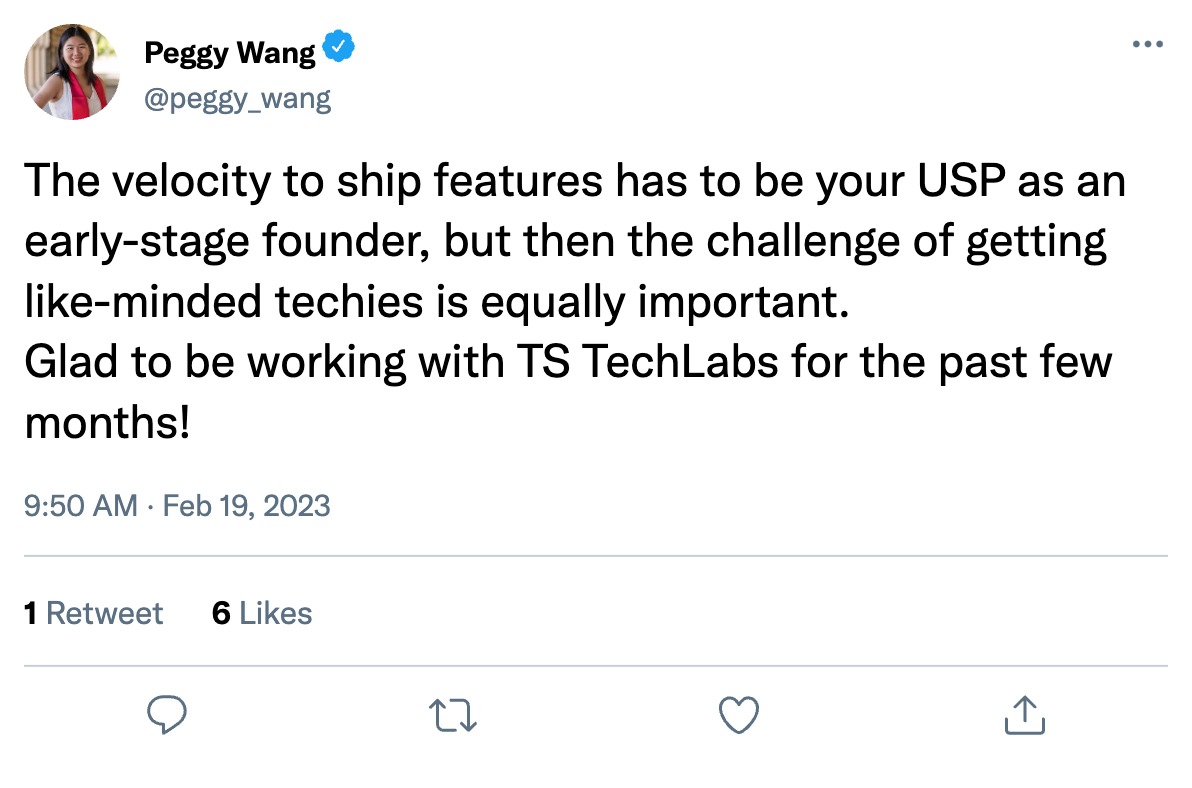 Peggy Wang
@peggy_wang
The velocity to ship features has to be your USP as an
early-stage founder, but then the challenge of getting
like-minded techies is equally important.
Glad to be working with TS TechLabs for the past few
months!
9:50 AM · Feb 19, 2023
1 Retweet 6 Likes